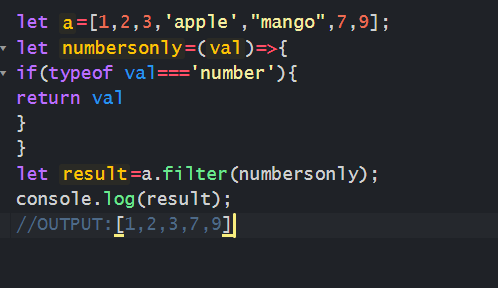 let a=[1,2,3,'apple',"mango",7,9];
let numbersonly=(val)=>{
if(typeof val==='number'){
return val
}
}
let result=a.filter(numbersonly);
console.log(result);
//OUTPUT:[1,2,3,7,9]